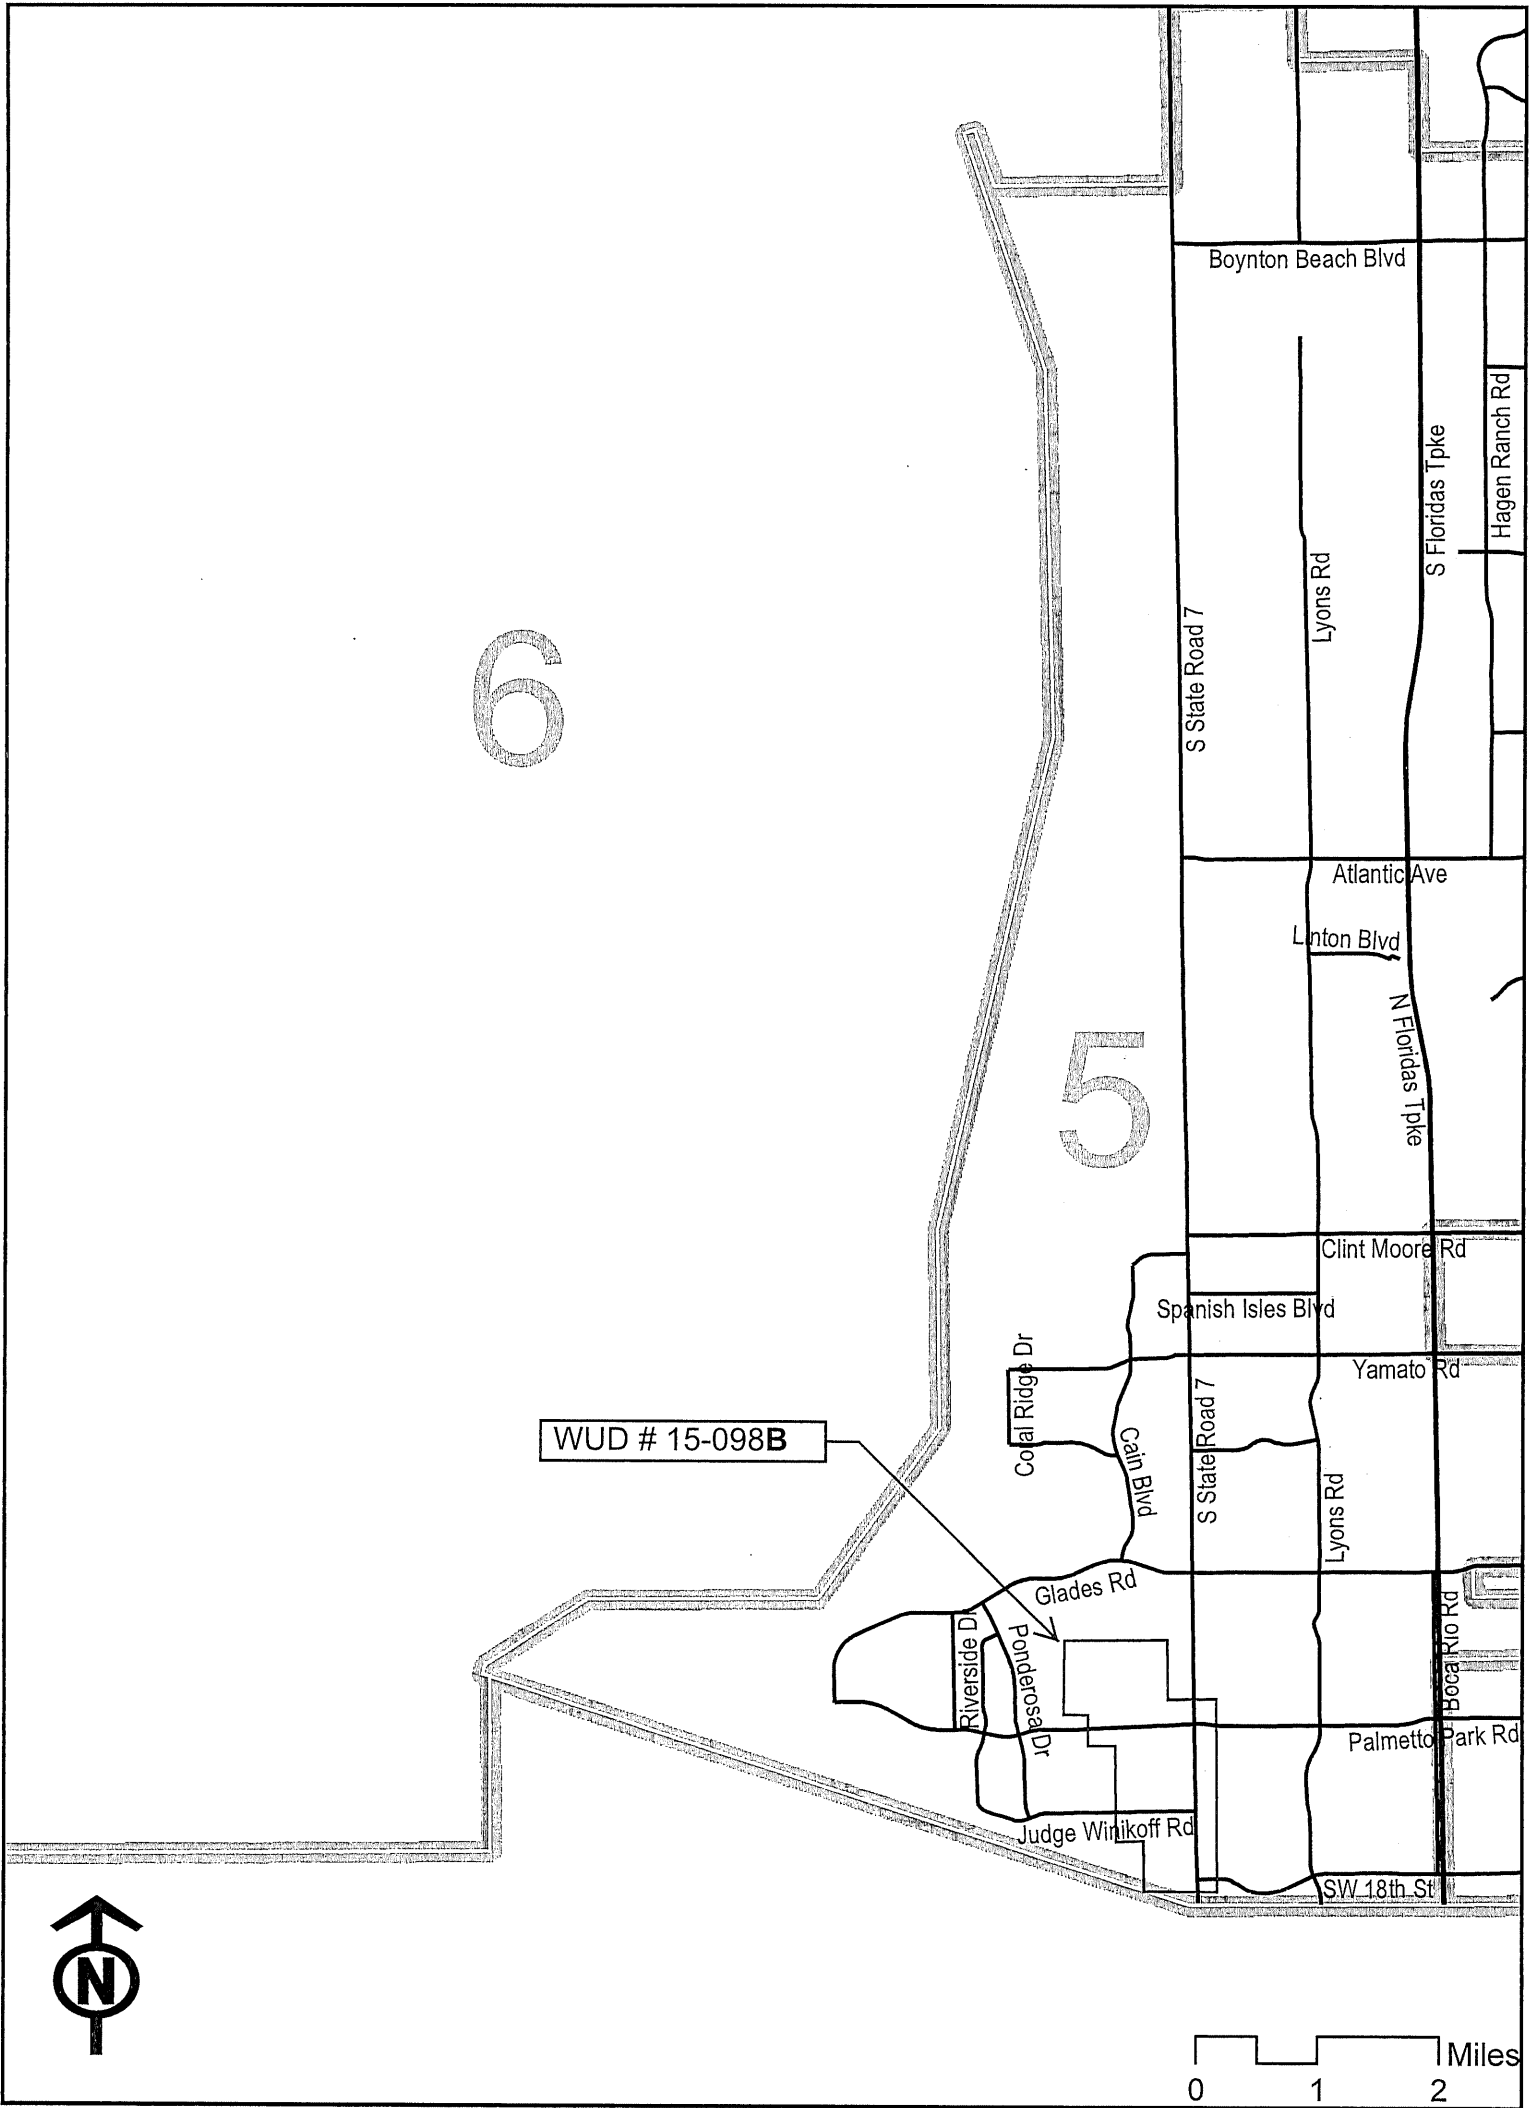 Boynton Beach Blvd
Hagen Ranch Rd
S Floridas Tpke
Lyons Rd
S State Road 7
6
Atlantic Ave
Linton Blvd
N Floridas Tpke
5
Clint Moore Rd
Spanish Isles Blvd
Coral Ridge Dr
Yamato Rd
S State Road 7
WUD # 15-098B
Cain Blvd
Lyons Rd
Glades Rd
Riverside Dr
Ponderosa Dr
Boca Rio Rd
Palmetto Park Rd
Judge Winikoff Rd
SW 18th St
N
Miles
0 1 2